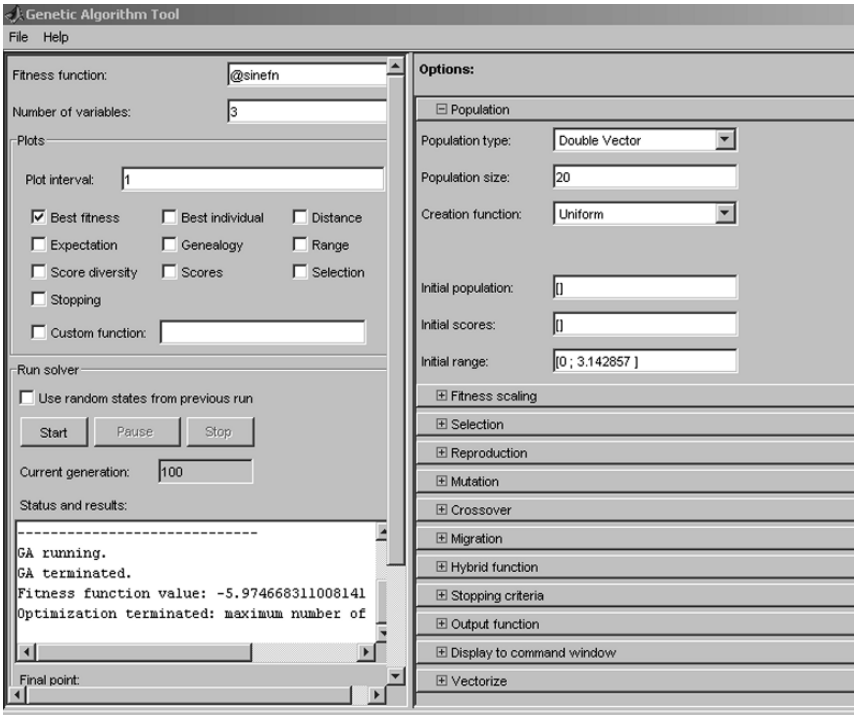 Genetic Algorithm Tool
File Help
Fitness function: @sinefn
Number of variables: 3
Plots
Plot interval: 1
Best fitness Best individual Distance
Expectation Genealogy Range
Score diversity Scores Selection
Stopping
Custom function:
Run solver
Use random states from previous run
Start Pause Stop
Current generation: 100
Status and results:
------------------------------
GA running.
GA terminated.
Fitness function value: -5.974668311008141
Optimization terminated: maximum number of
Final point:
Options:
Population
Population type: Double Vector
Population size: 20
Creation function: Uniform
Initial population: []
Initial scores: []
Initial range: [0 ; 3.142857 ]
Fitness scaling
Selection
Reproduction
Mutation
Crossover
Migration
Hybrid function
Stopping criteria
Output function
Display to command window
Vectorize